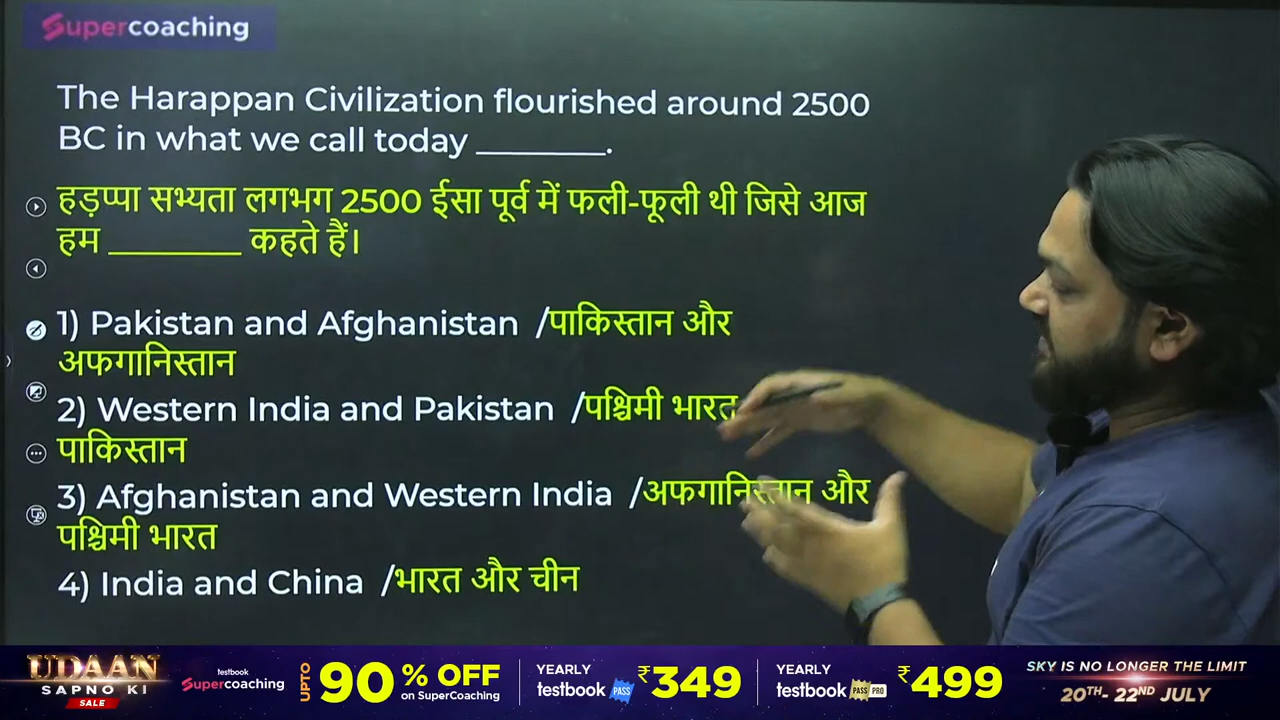 Supercoaching
The Harappan Civilization flourished around 2500
BC in what we call today _______.
हड़प्पा सभ्यता लगभग 2500 ईसा पूर्व में फली-फूली थी जिसे आज
हम _______ कहते हैं।
1) Pakistan and Afghanistan /पाकिस्तान और
अफगानिस्तान
2) Western India and Pakistan /पश्चिमी भारत
पाकिस्तान
3) Afghanistan and Western India /अफगानिस्तान और
पश्चिमी भारत
4) India and China /भारत और चीन
UDAAN
SAPNO KI
SALE
testbook
Supercoaching
UPTO 90% OFF
on SuperCoaching
YEARLY
testbook PASS
₹349
YEARLY
testbook PASS PRO
₹499
SKY IS NO LONGER THE LIMIT
20TH- 22ND JULY